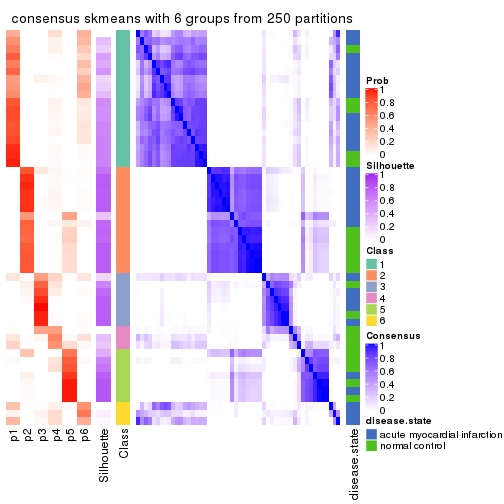 consensus skmeans with 6 groups from 250 partitions
Prob
1
0.8
0.6
0.4
0.2
0
Silhouette
1
0.8
0.6
0.4
0.2
0
Class
1
2
3
4
5
6
Consensus
1
0.8
0.6
0.4
0.2
0
disease.state
acute myocardial infarction
normal control
p1
p2
p3
p4
p5
p6
Silhouette
Class
disease.state